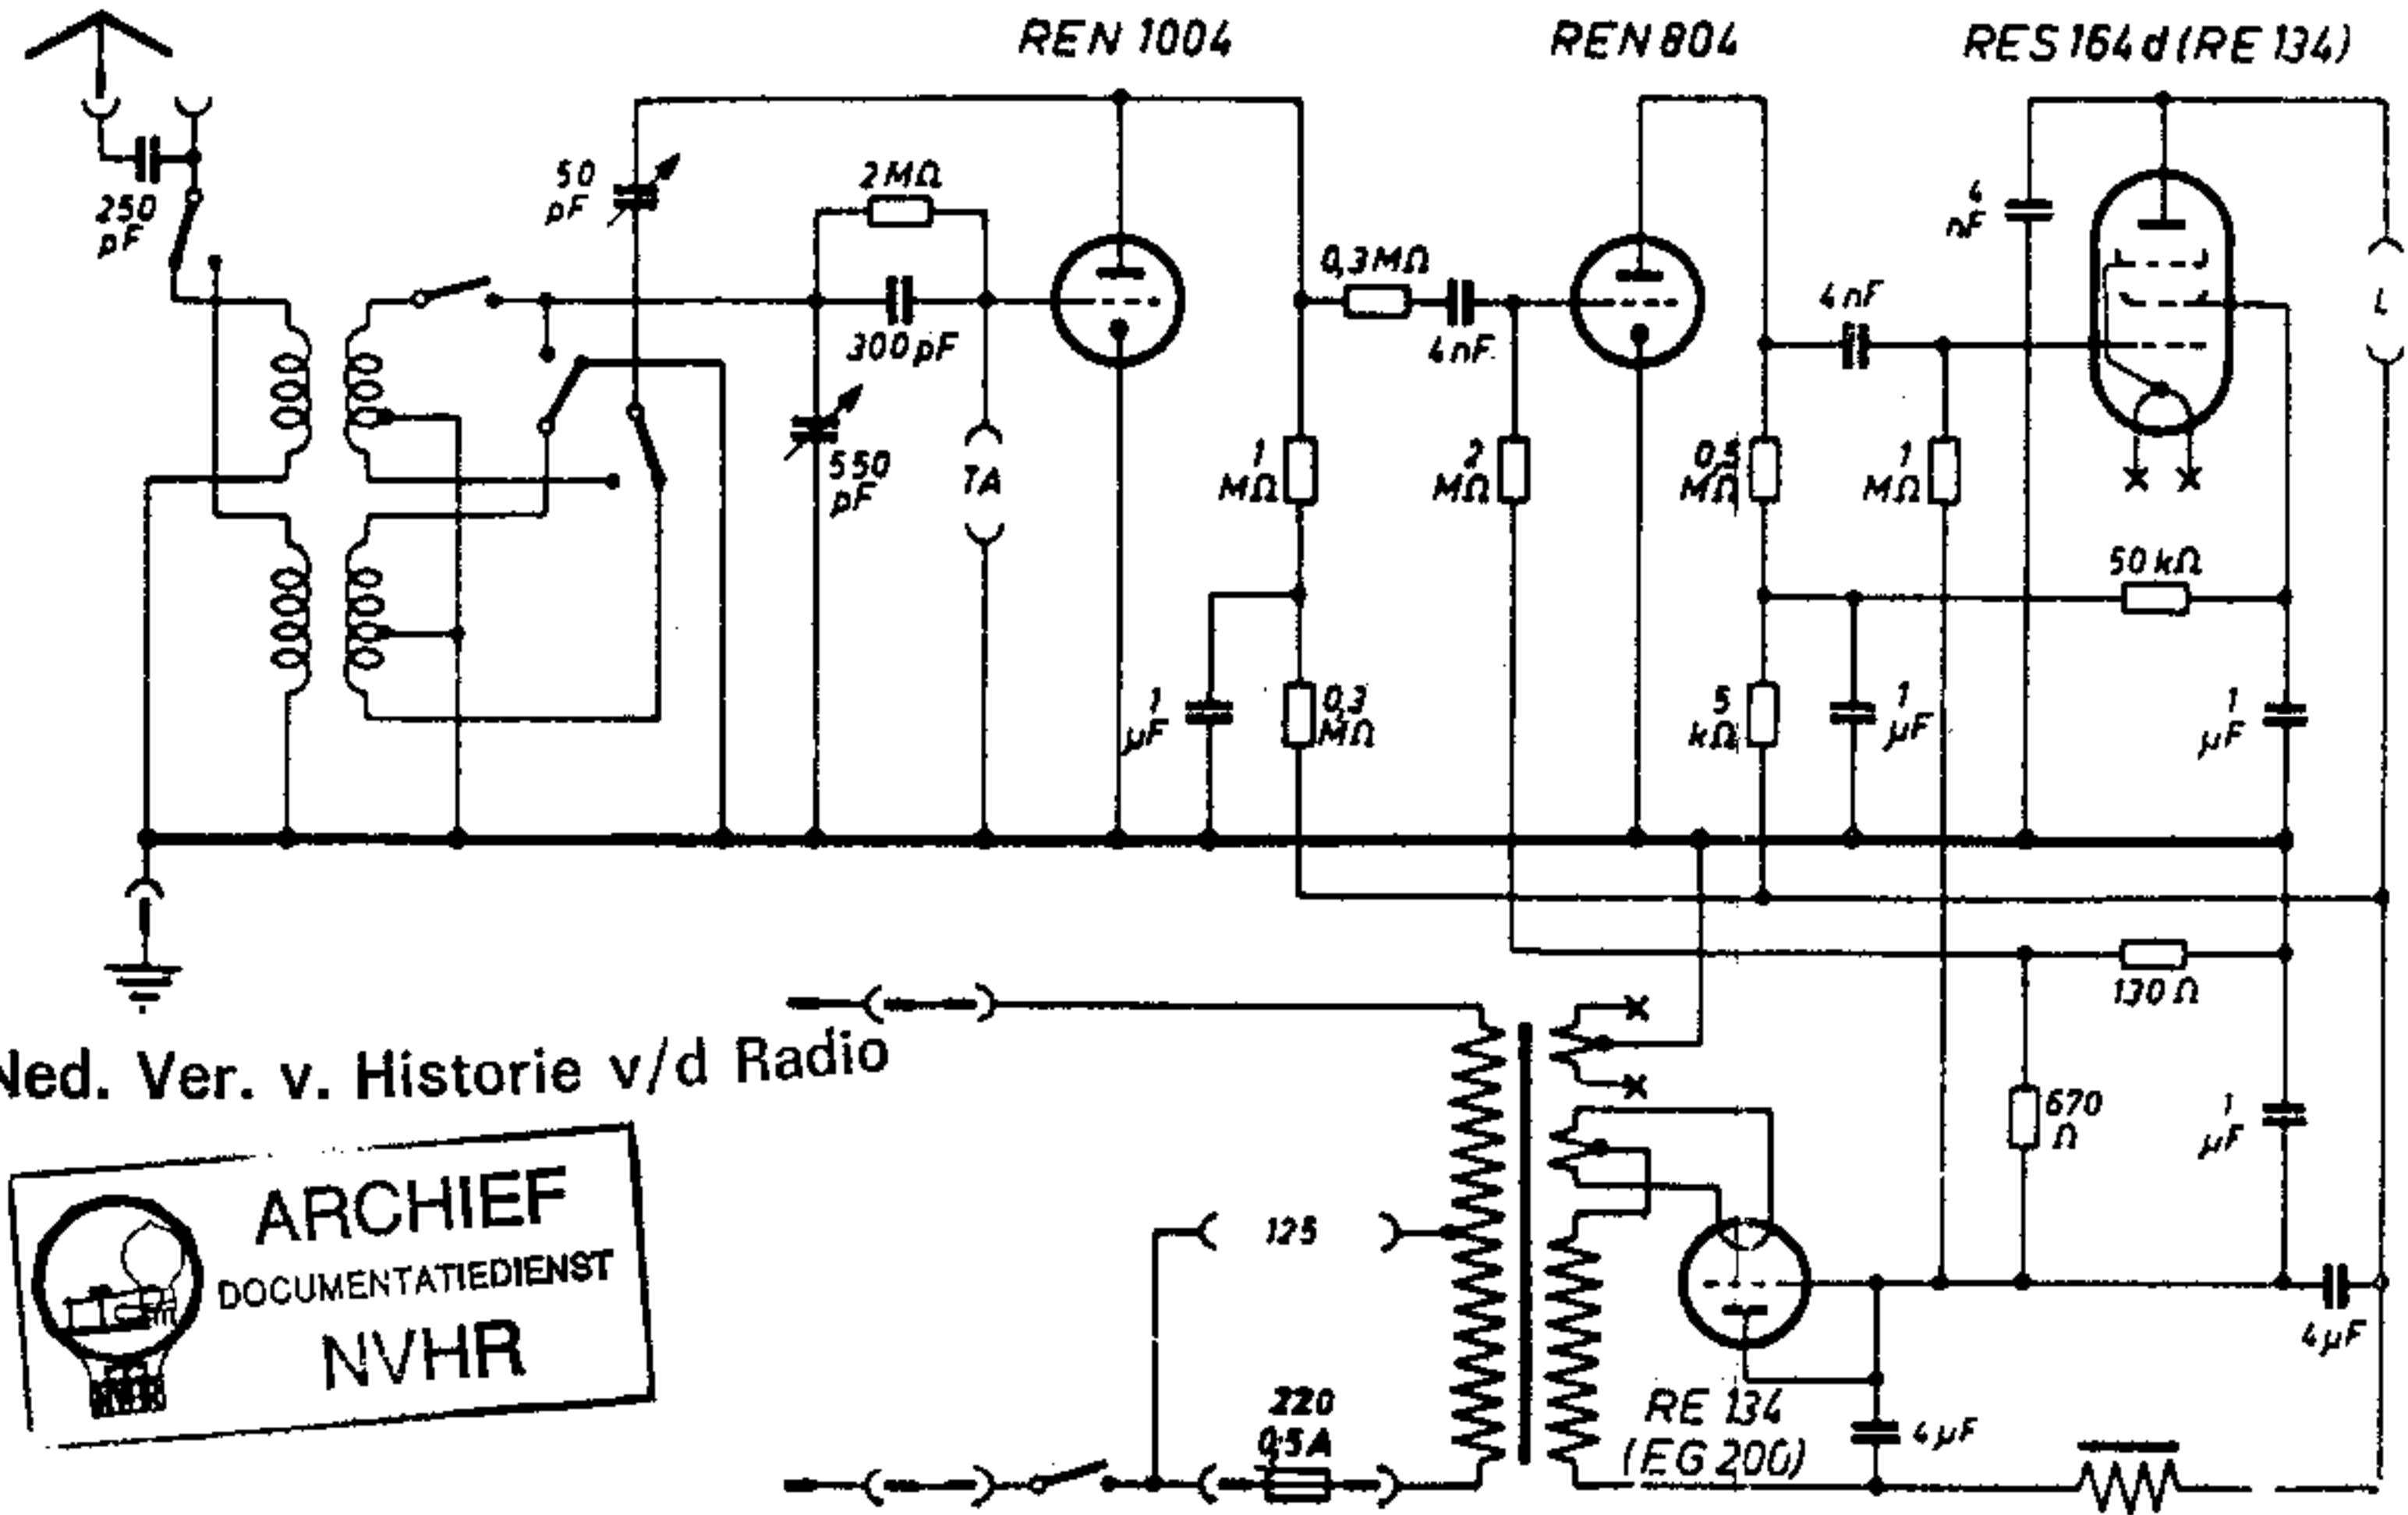 REN 1004
REN 804
RES 164 d (RE 134)
250
pF
50
pF
2 MΩ
300 pF
550
pF
TA
0,3 MΩ
4 nF
4 nF
4
nF
L
1
MΩ
2
MΩ
0,5
MΩ
1
MΩ
50 kΩ
1
μF
0,3
MΩ
5
kΩ
1
μF
1
μF
130 Ω
670
Ω
1
μF
125
220
0,5A
RE 134
(EG 200)
4 μF
4 μF
Ned. Ver. v. Historie v/d Radio
ARCHIEF
DOCUMENTATIEDIENST
NVHR